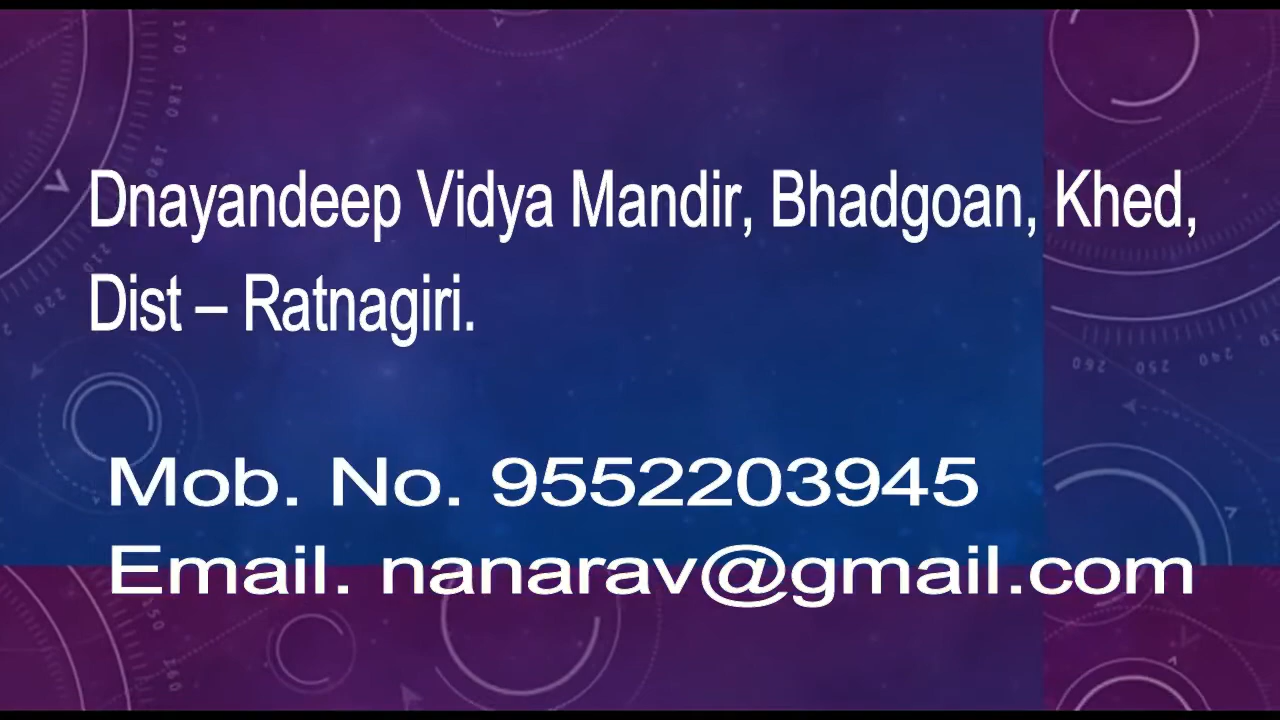 Dnayandeep Vidya Mandir, Bhadgoan, Khed,
Dist – Ratnagiri.
Mob. No. 9552203945
Email. nanarav@gmail.com